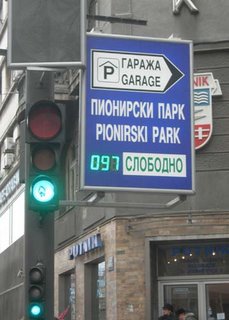 P
ГАРАЖА
GARAGE
ПИОНИРСКИ ПАРК
PIONIRSKI PARK
097 СЛОБОДНО